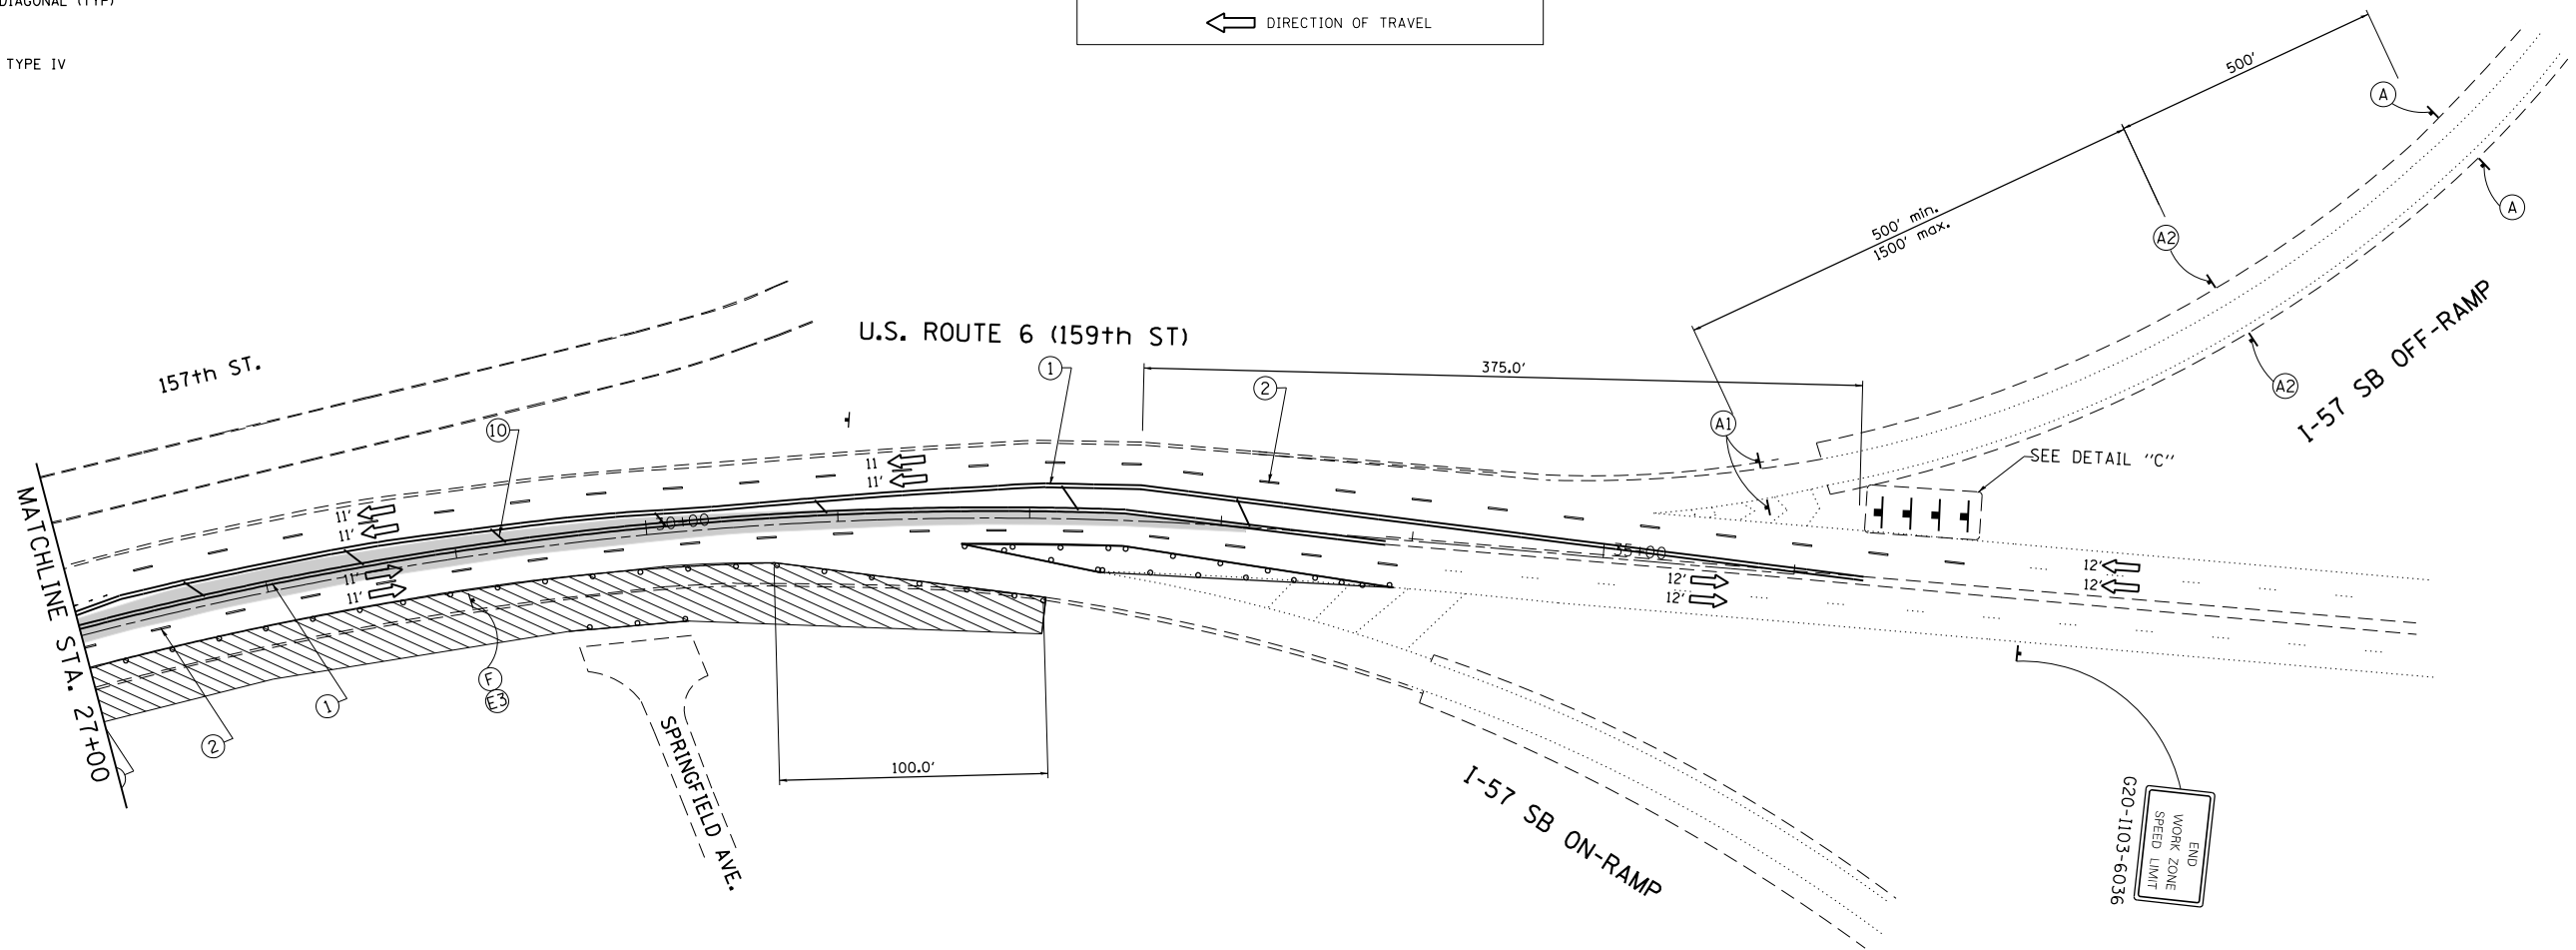 DIAGONAL (TYP)
TYPE IV
DIRECTION OF TRAVEL
500'
A
A
500' min.
1500' max.
A2
A2
A1
I-57 SB OFF-RAMP
SEE DETAIL "C"
U.S. ROUTE 6 (159th ST)
157th ST.
375.0'
1
2
10
11
11'
11'
11'
30+00
35+00
11'
11'
12'
12'
12'
12'
MATCHLINE STA. 27+00
F
E3
1
2
SPRINGFIELD AVE.
100.0'
I-57 SB ON-RAMP
END
WORK ZONE
SPEED LIMIT
G20-I103-6036